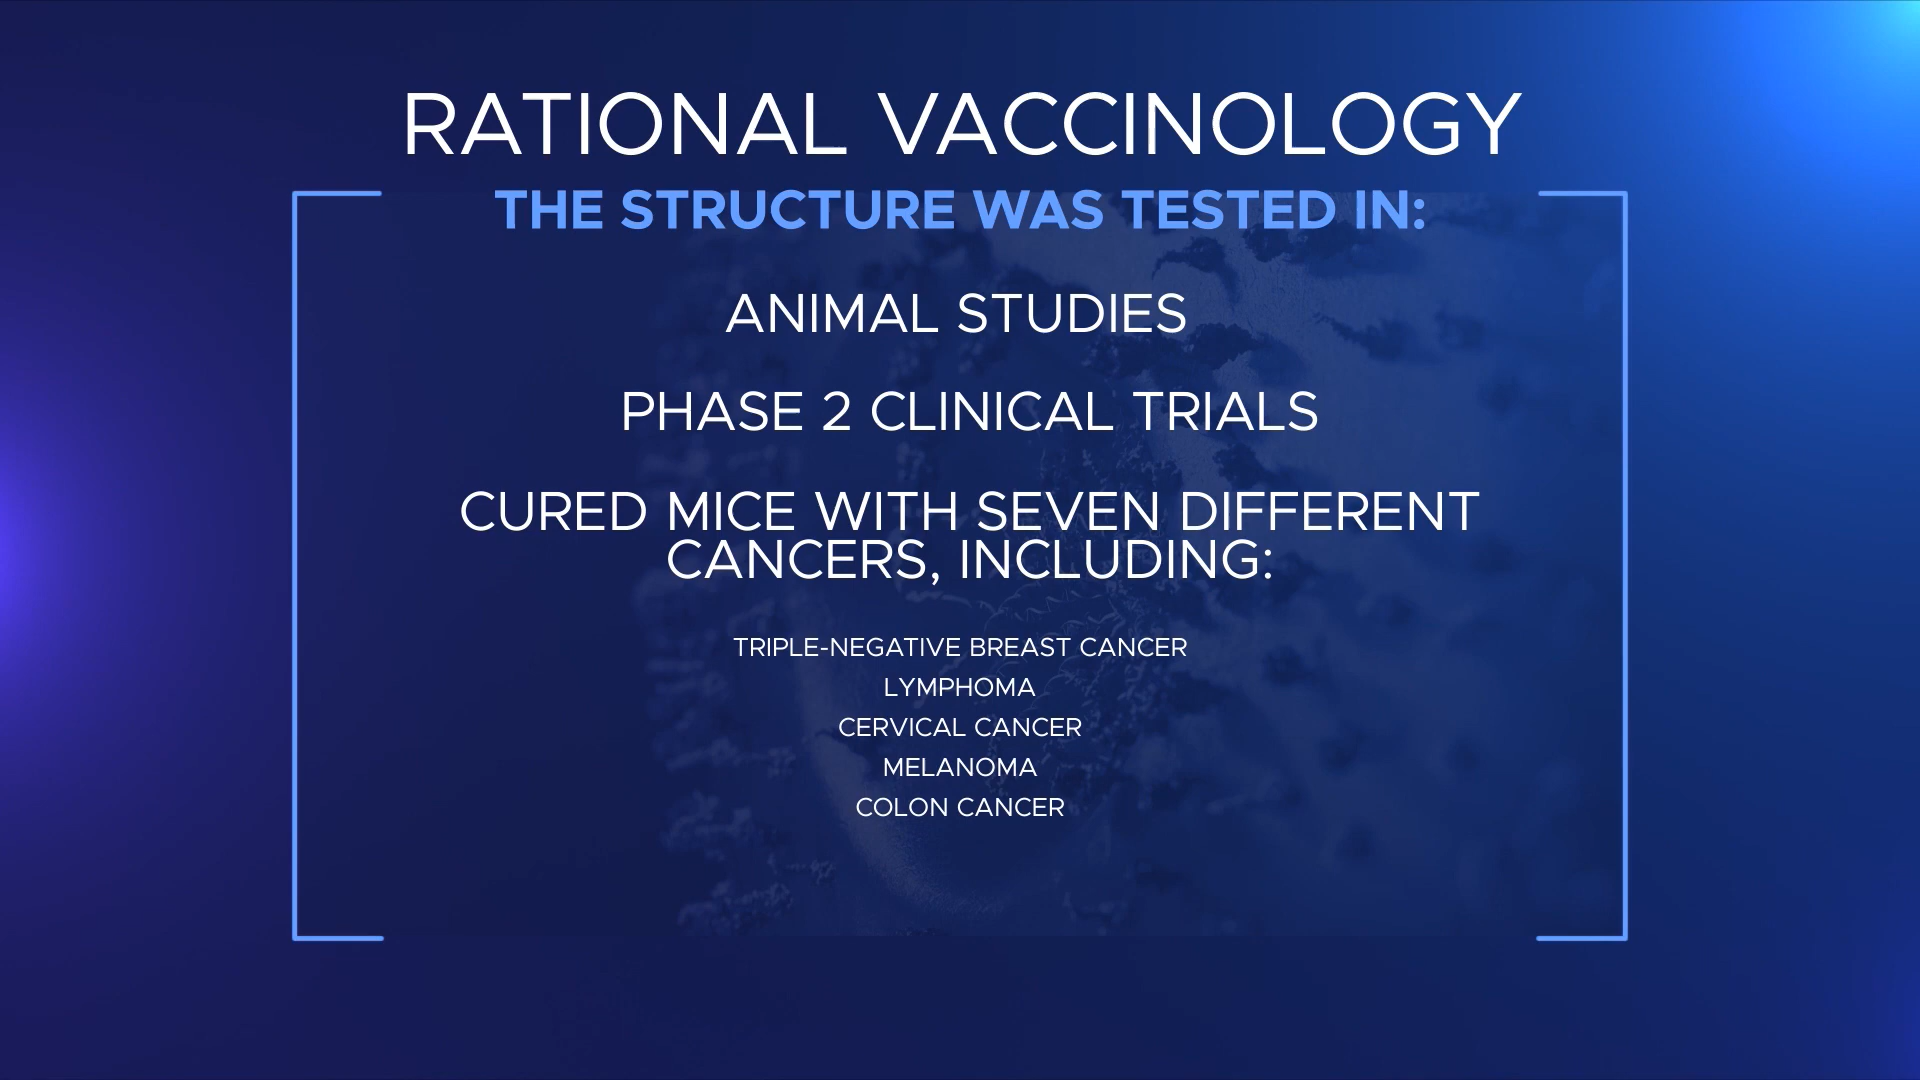 RATIONAL VACCINOLOGY
THE STRUCTURE WAS TESTED IN:
ANIMAL STUDIES
PHASE 2 CLINICAL TRIALS
CURED MICE WITH SEVEN DIFFERENT
CANCERS, INCLUDING:
TRIPLE-NEGATIVE BREAST CANCER
LYMPHOMA
CERVICAL CANCER
MELANOMA
COLON CANCER